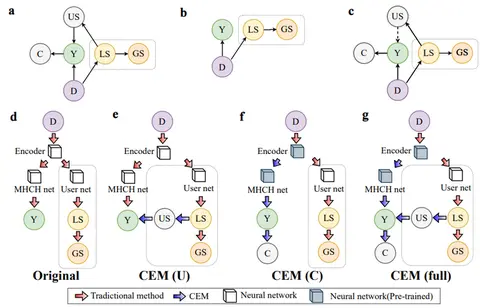 a
b
c
US
C
Y
D
LS
GS
Y
LS
GS
D
US
C
Y
D
LS
GS
d
e
f
g
D
D
D
D
Encoder
Encoder
Encoder
Encoder
MHCH net
User net
MHCH net
User net
MHCH net
User net
MHCH net
User net
Y
LS
Y
US
LS
Y
LS
Y
US
LS
GS
GS
C
GS
C
GS
Original
CEM (U)
CEM (C)
CEM (full)
Tradictional method
CEM
Neural network
Neural network(Pre-trained)